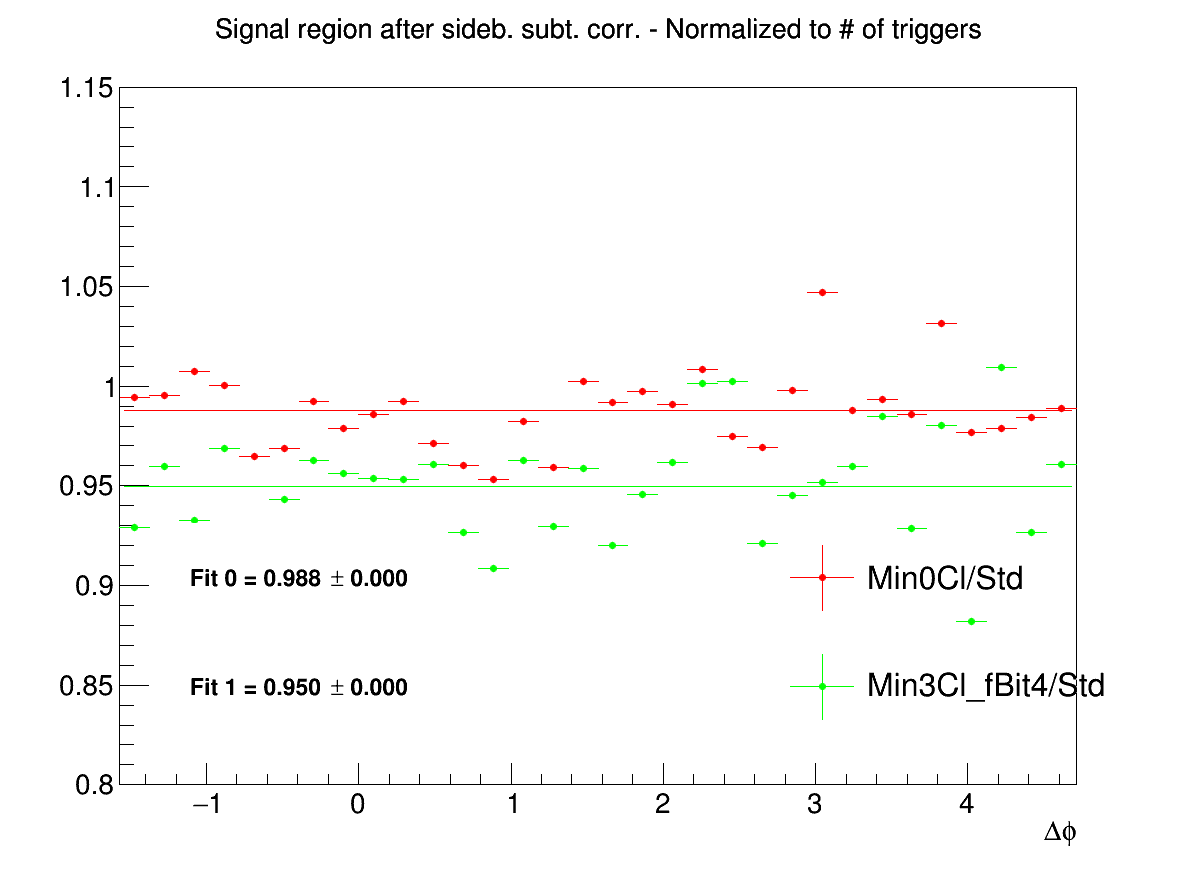 Signal region after sideb. subt. corr. - Normalized to # of triggers
1.15
1.1
1.05
1
0.95
0.9
0.85
0.8
Fit 0 = 0.988 ± 0.000
Fit 1 = 0.950 ± 0.000
Min0Cl/Std
Min3Cl_fBit4/Std
−1 0 1 2 3 4
Δϕ